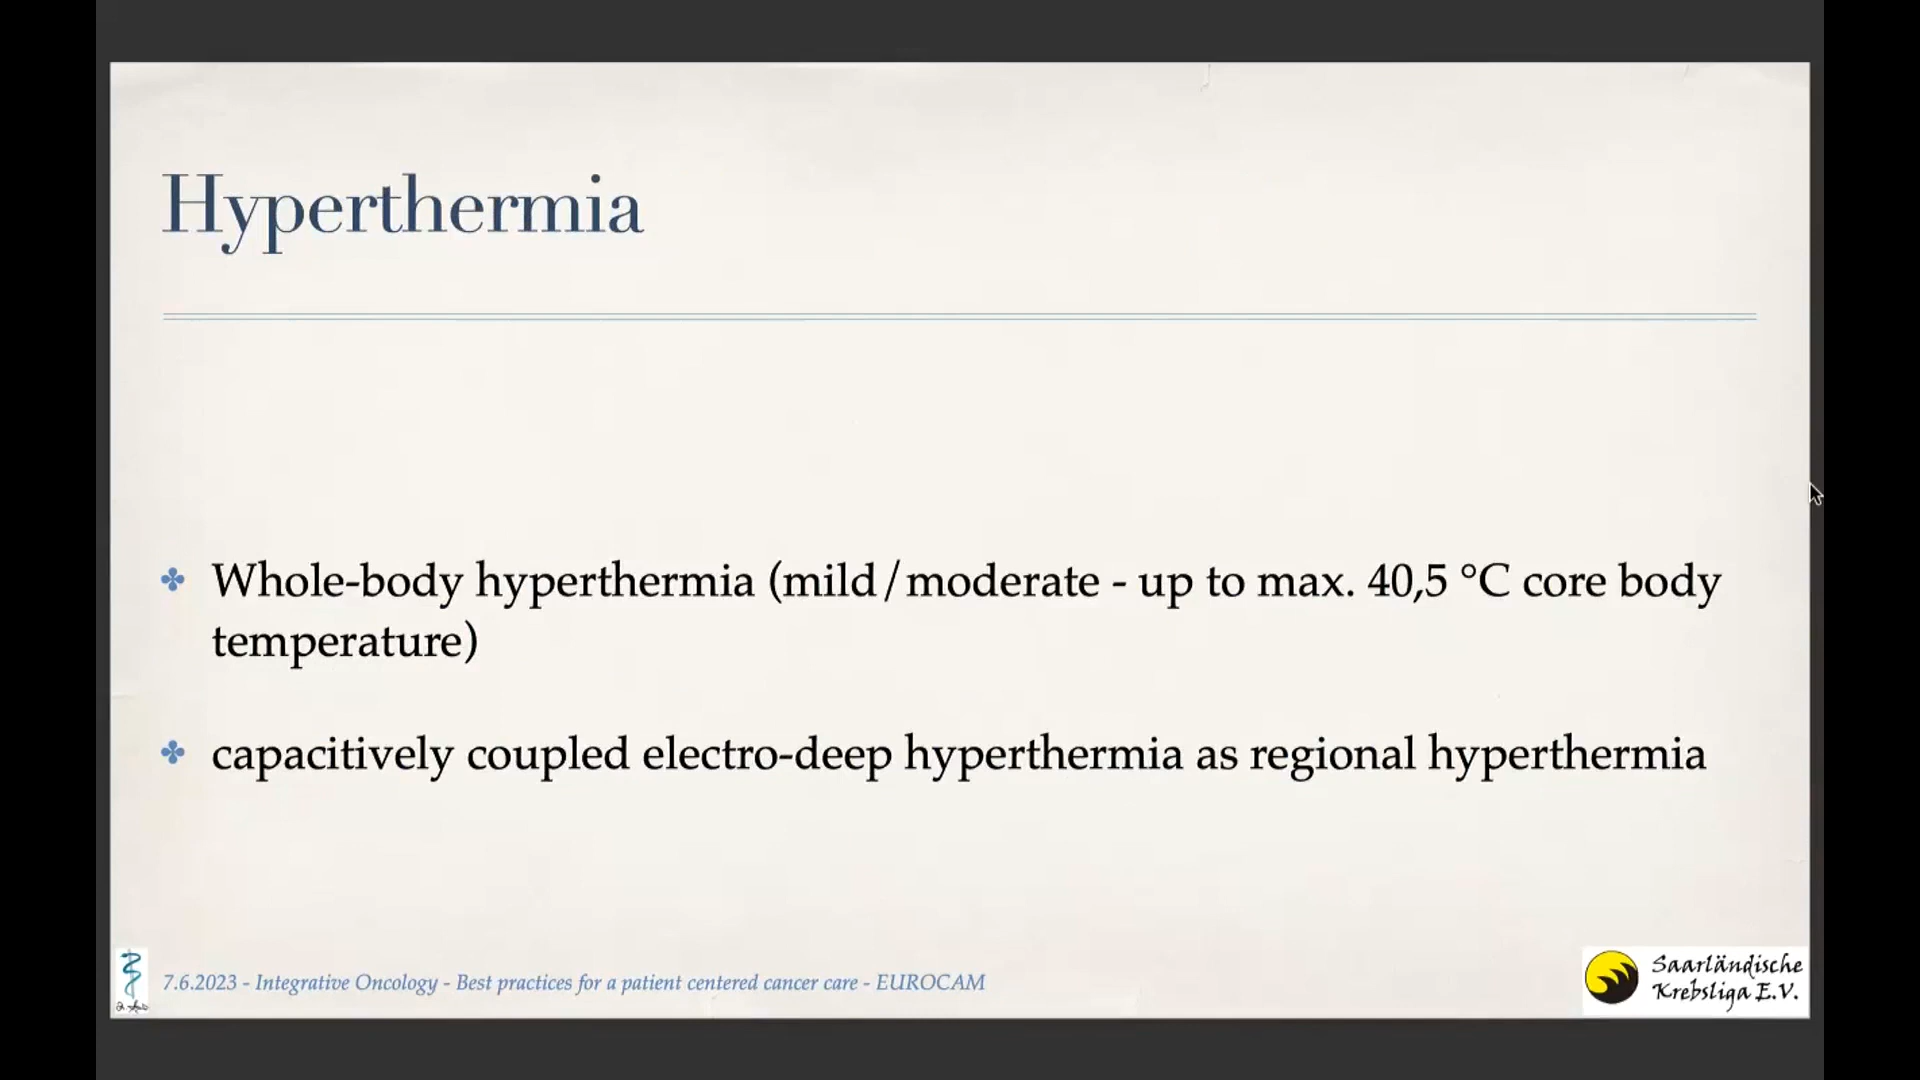 Hyperthermia
Whole-body hyperthermia (mild/moderate - up to max. 40,5 °C core body
temperature)
capacitively coupled electro-deep hyperthermia as regional hyperthermia
7.6.2023 - Integrative Oncology - Best practices for a patient centered cancer care - EUROCAM
Saarländische
Krebsliga E.V.